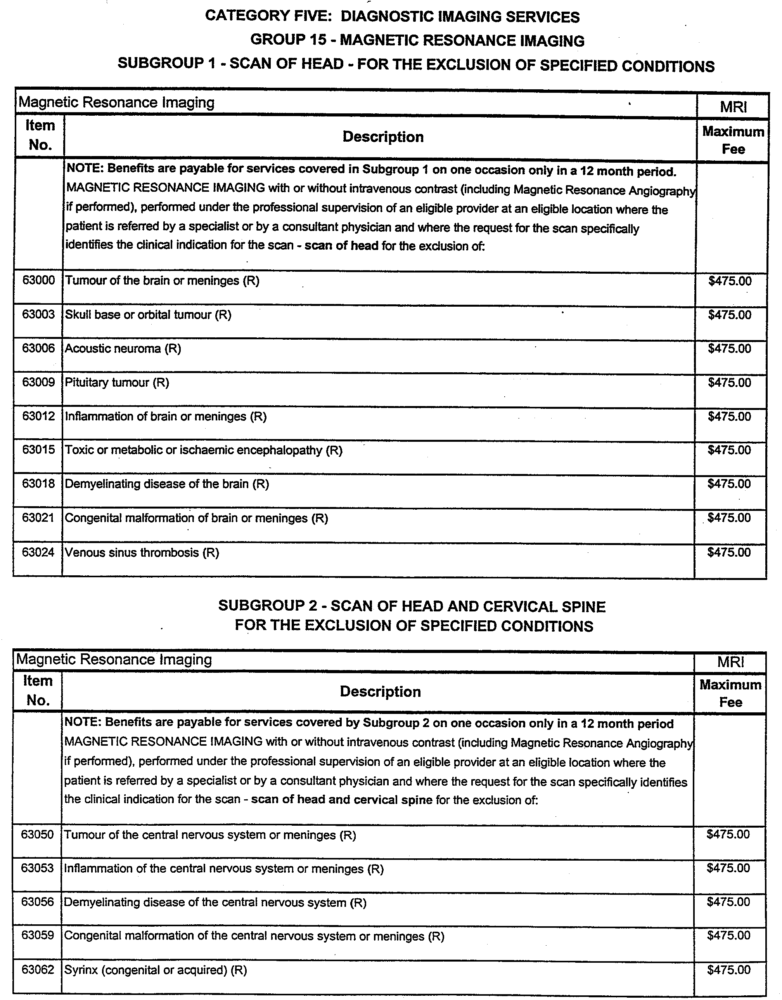 CATEGORY FIVE: DIAGNOSTIC IMAGING SERVICES
GROUP 15 - MAGNETIC RESONANCE IMAGING
SUBGROUP 1 - SCAN OF HEAD - FOR THE EXCLUSION OF SPECIFIED CONDITIONS
Magnetic Resonance Imaging MRI
Item No. Description Maximum Fee
NOTE: Benefits are payable for services covered in Subgroup 1 on one occasion only in a 12 month period.
MAGNETIC RESONANCE IMAGING with or without intravenous contrast (including Magnetic Resonance Angiography
if performed), performed under the professional supervision of an eligible provider at an eligible location where the
patient is referred by a specialist or by a consultant physician and where the request for the scan specifically
identifies the clinical indication for the scan - scan of head for the exclusion of:
63000 Tumour of the brain or meninges (R) $475.00
63003 Skull base or orbital tumour (R) $475.00
63006 Acoustic neuroma (R) $475.00
63009 Pituitary tumour (R) $475.00
63012 Inflammation of brain or meninges (R) $475.00
63015 Toxic or metabolic or ischaemic encephalopathy (R) $475.00
63018 Demyelinating disease of the brain (R) $475.00
63021 Congenital malformation of brain or meninges (R) $475.00
63024 Venous sinus thrombosis (R) $475.00
SUBGROUP 2 - SCAN OF HEAD AND CERVICAL SPINE
FOR THE EXCLUSION OF SPECIFIED CONDITIONS
Magnetic Resonance Imaging MRI
Item No. Description Maximum Fee
NOTE: Benefits are payable for services covered by Subgroup 2 on one occasion only in a 12 month period
MAGNETIC RESONANCE IMAGING with or without intravenous contrast (including Magnetic Resonance Angiography
if performed), performed under the professional supervision of an eligible provider at an eligible location where the
patient is referred by a specialist or by a consultant physician and where the request for the scan specifically identifies
the clinical indication for the scan - scan of head and cervical spine for the exclusion of:
63050 Tumour of the central nervous system or meninges (R) $475.00
63053 Inflammation of the central nervous system or meninges (R) $475.00
63056 Demyelinating disease of the central nervous system (R) $475.00
63059 Congenital malformation of the central nervous system or meninges (R) $475.00
63062 Syrinx (congenital or acquired) (R) $475.00